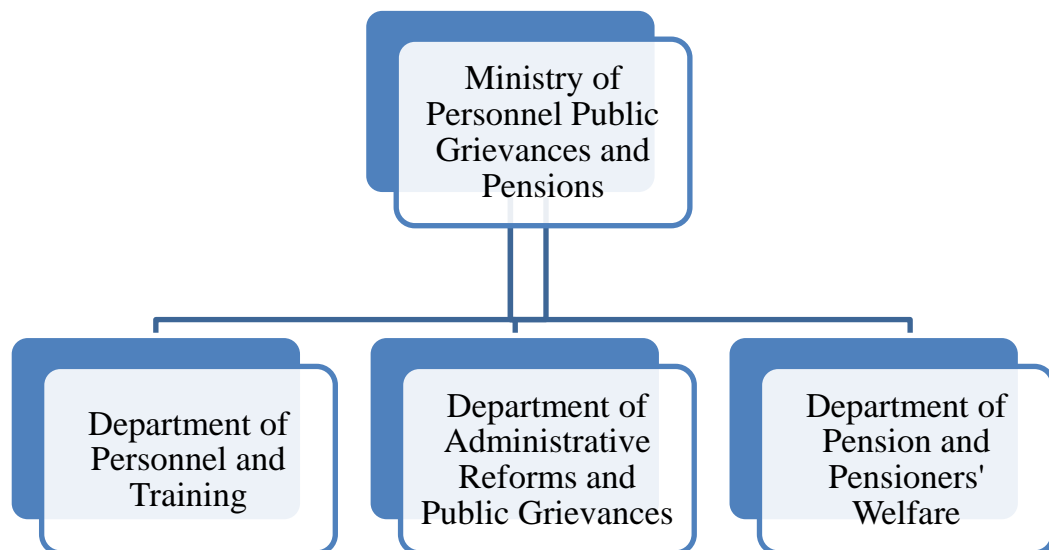 Ministry of
Personnel Public
Grievances and
Pensions
Department of
Personnel and
Training
Department of
Administrative
Reforms and
Public Grievances
Department of
Pension and
Pensioners'
Welfare